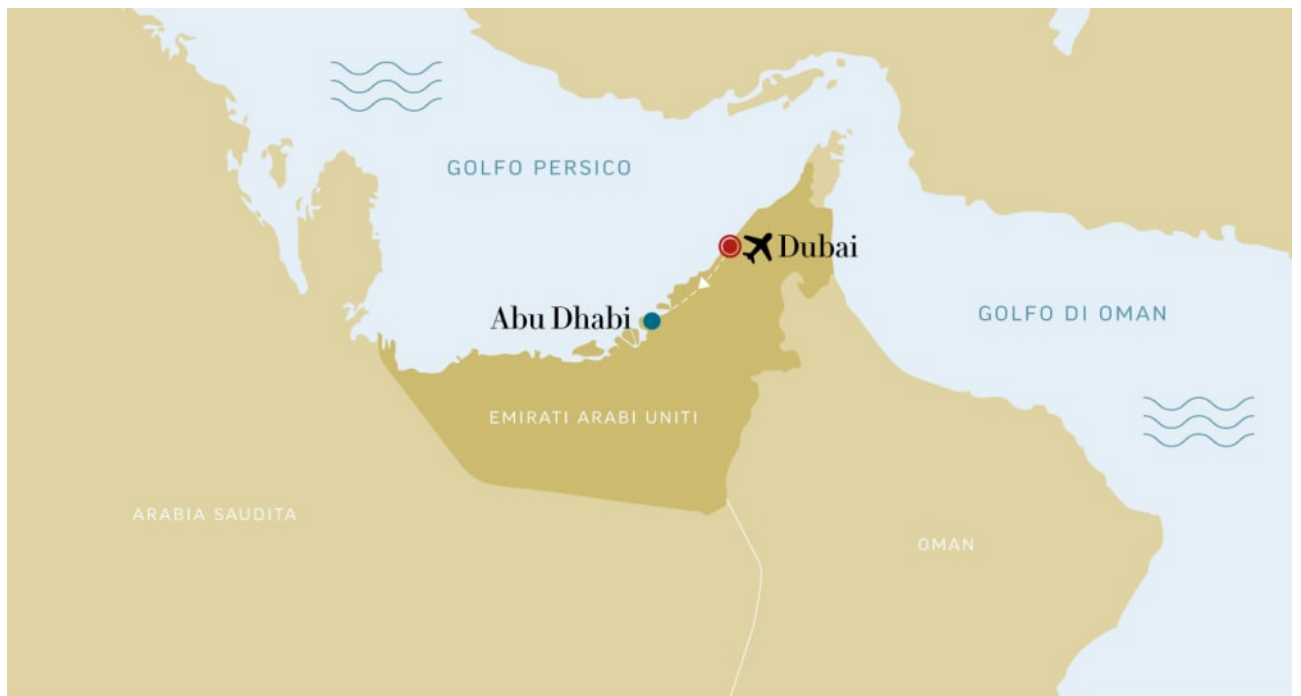 GOLFO PERSICO
Dubai
Abu Dhabi
GOLFO DI OMAN
EMIRATI ARABI UNITI
ARABIA SAUDITA
OMAN